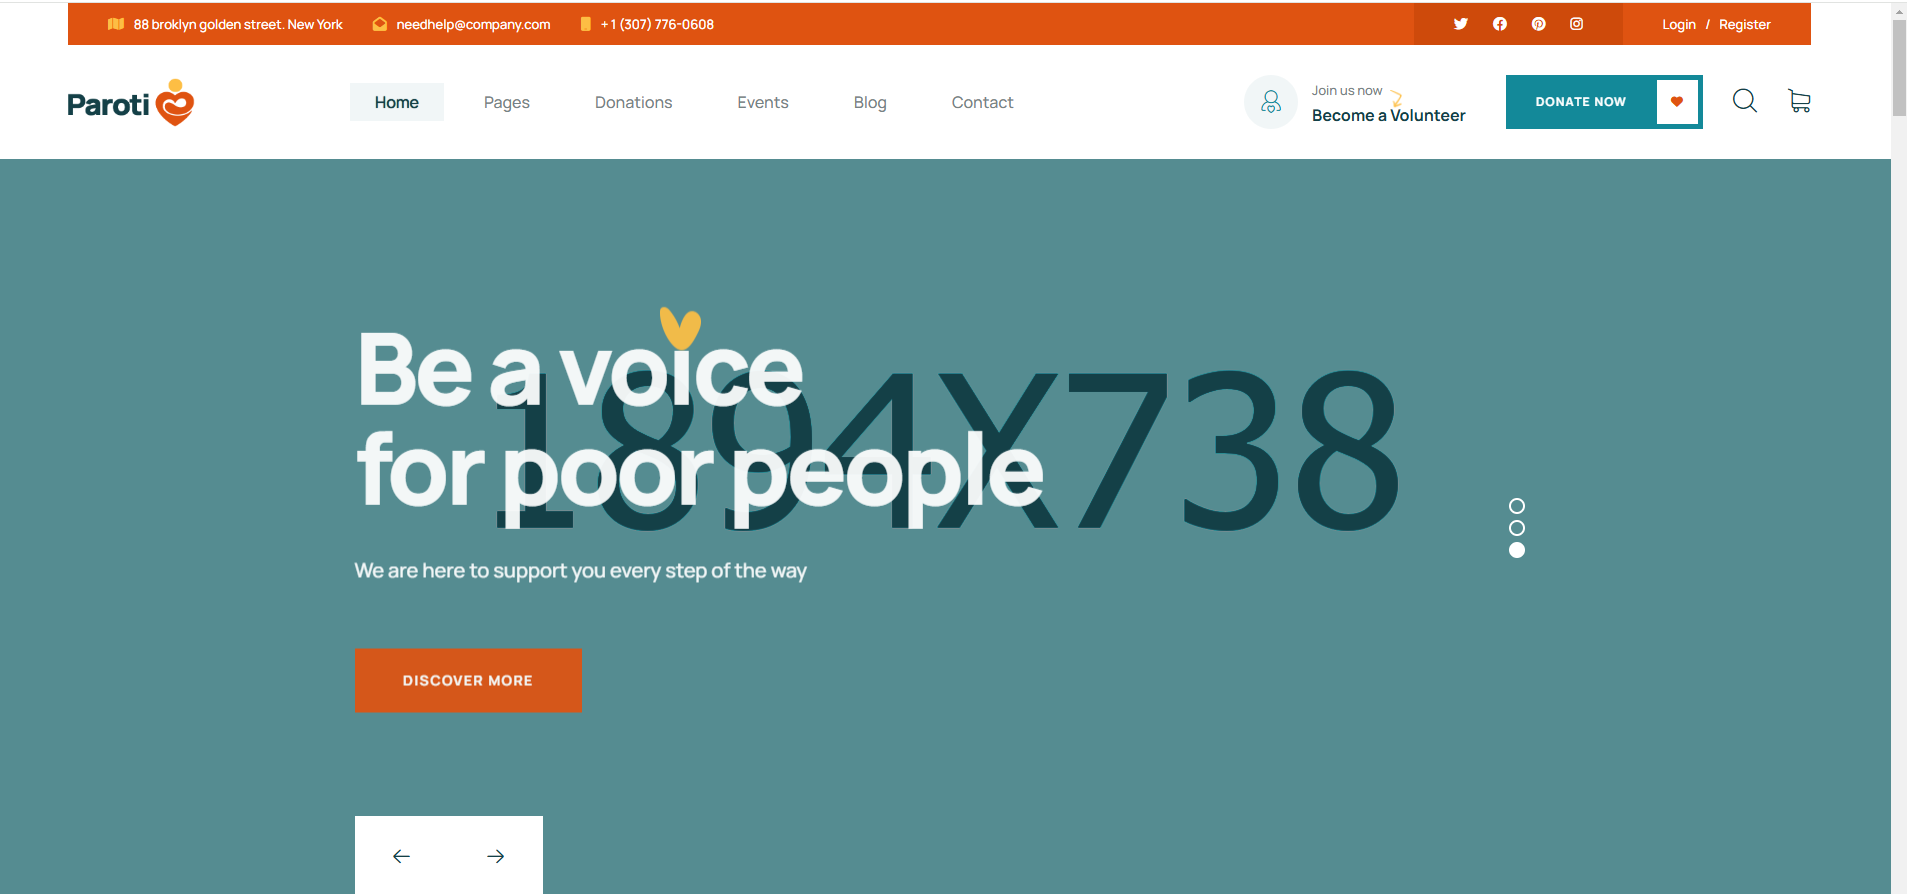 88 broklyn golden street. New York needhelp@company.com +1 (307) 776-0608 Login / Register
Paroti Home Pages Donations Events Blog Contact
Join us now
Become a Volunteer
DONATE NOW
Be a voice
for poor people
1894X738
We are here to support you every step of the way
DISCOVER MORE